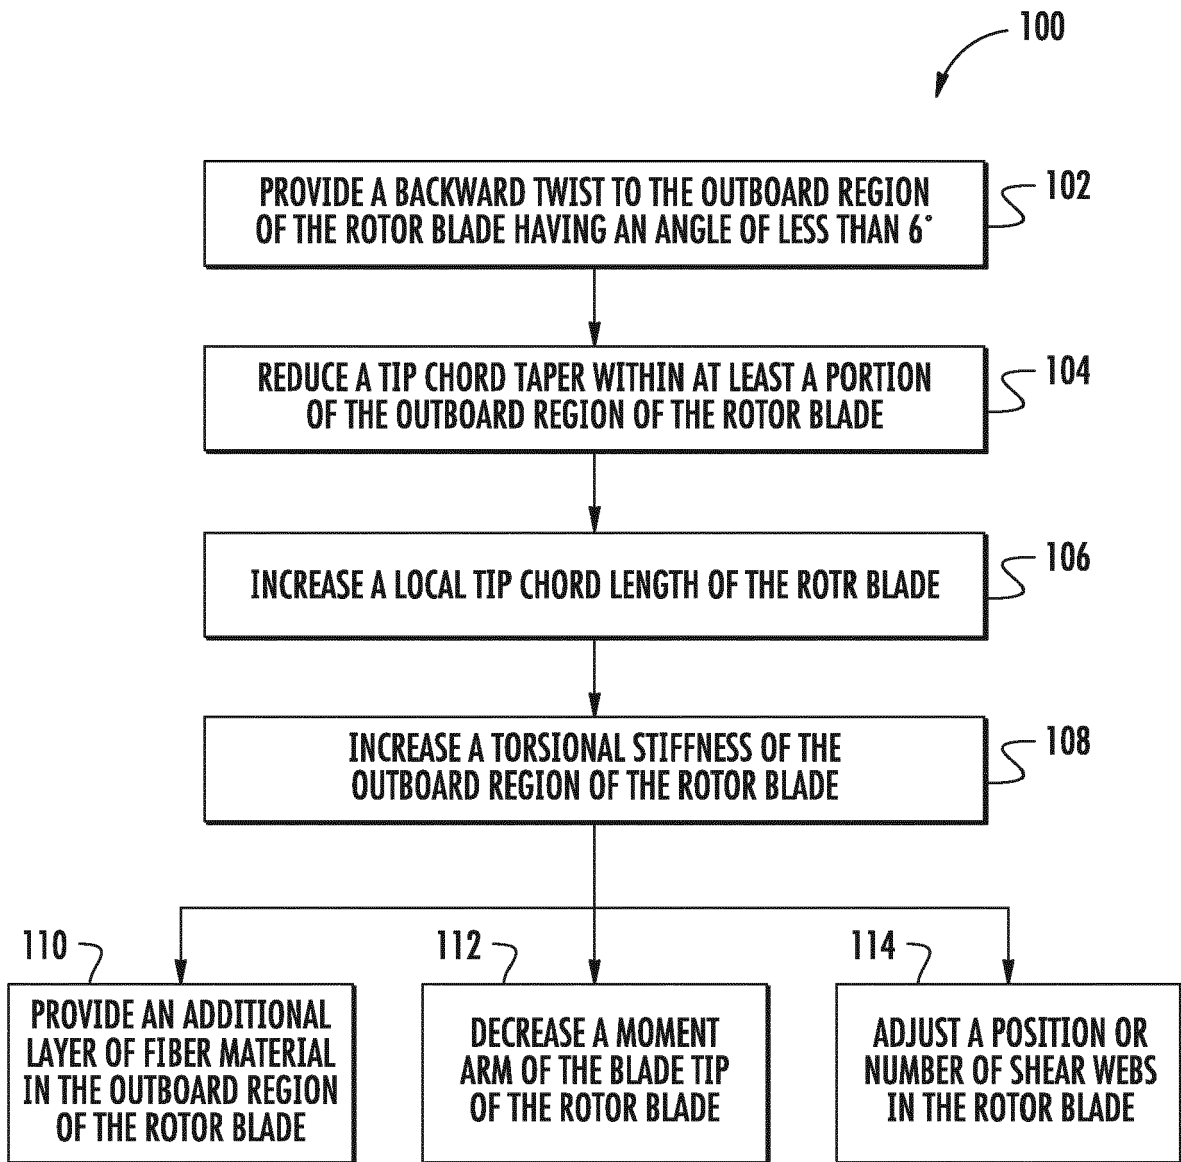 100
PROVIDE A BACKWARD TWIST TO THE OUTBOARD REGION
OF THE ROTOR BLADE HAVING AN ANGLE OF LESS THAN 6°
102
REDUCE A TIP CHORD TAPER WITHIN AT LEAST A PORTION
OF THE OUTBOARD REGION OF THE ROTOR BLADE
104
INCREASE A LOCAL TIP CHORD LENGTH OF THE ROTR BLADE
106
INCREASE A TORSIONAL STIFFNESS OF THE
OUTBOARD REGION OF THE ROTOR BLADE
108
110
PROVIDE AN ADDITIONAL
LAYER OF FIBER MATERIAL
IN THE OUTBOARD REGION
OF THE ROTOR BLADE
112
DECREASE A MOMENT
ARM OF THE BLADE TIP
OF THE ROTOR BLADE
114
ADJUST A POSITION OR
NUMBER OF SHEAR WEBS
IN THE ROTOR BLADE